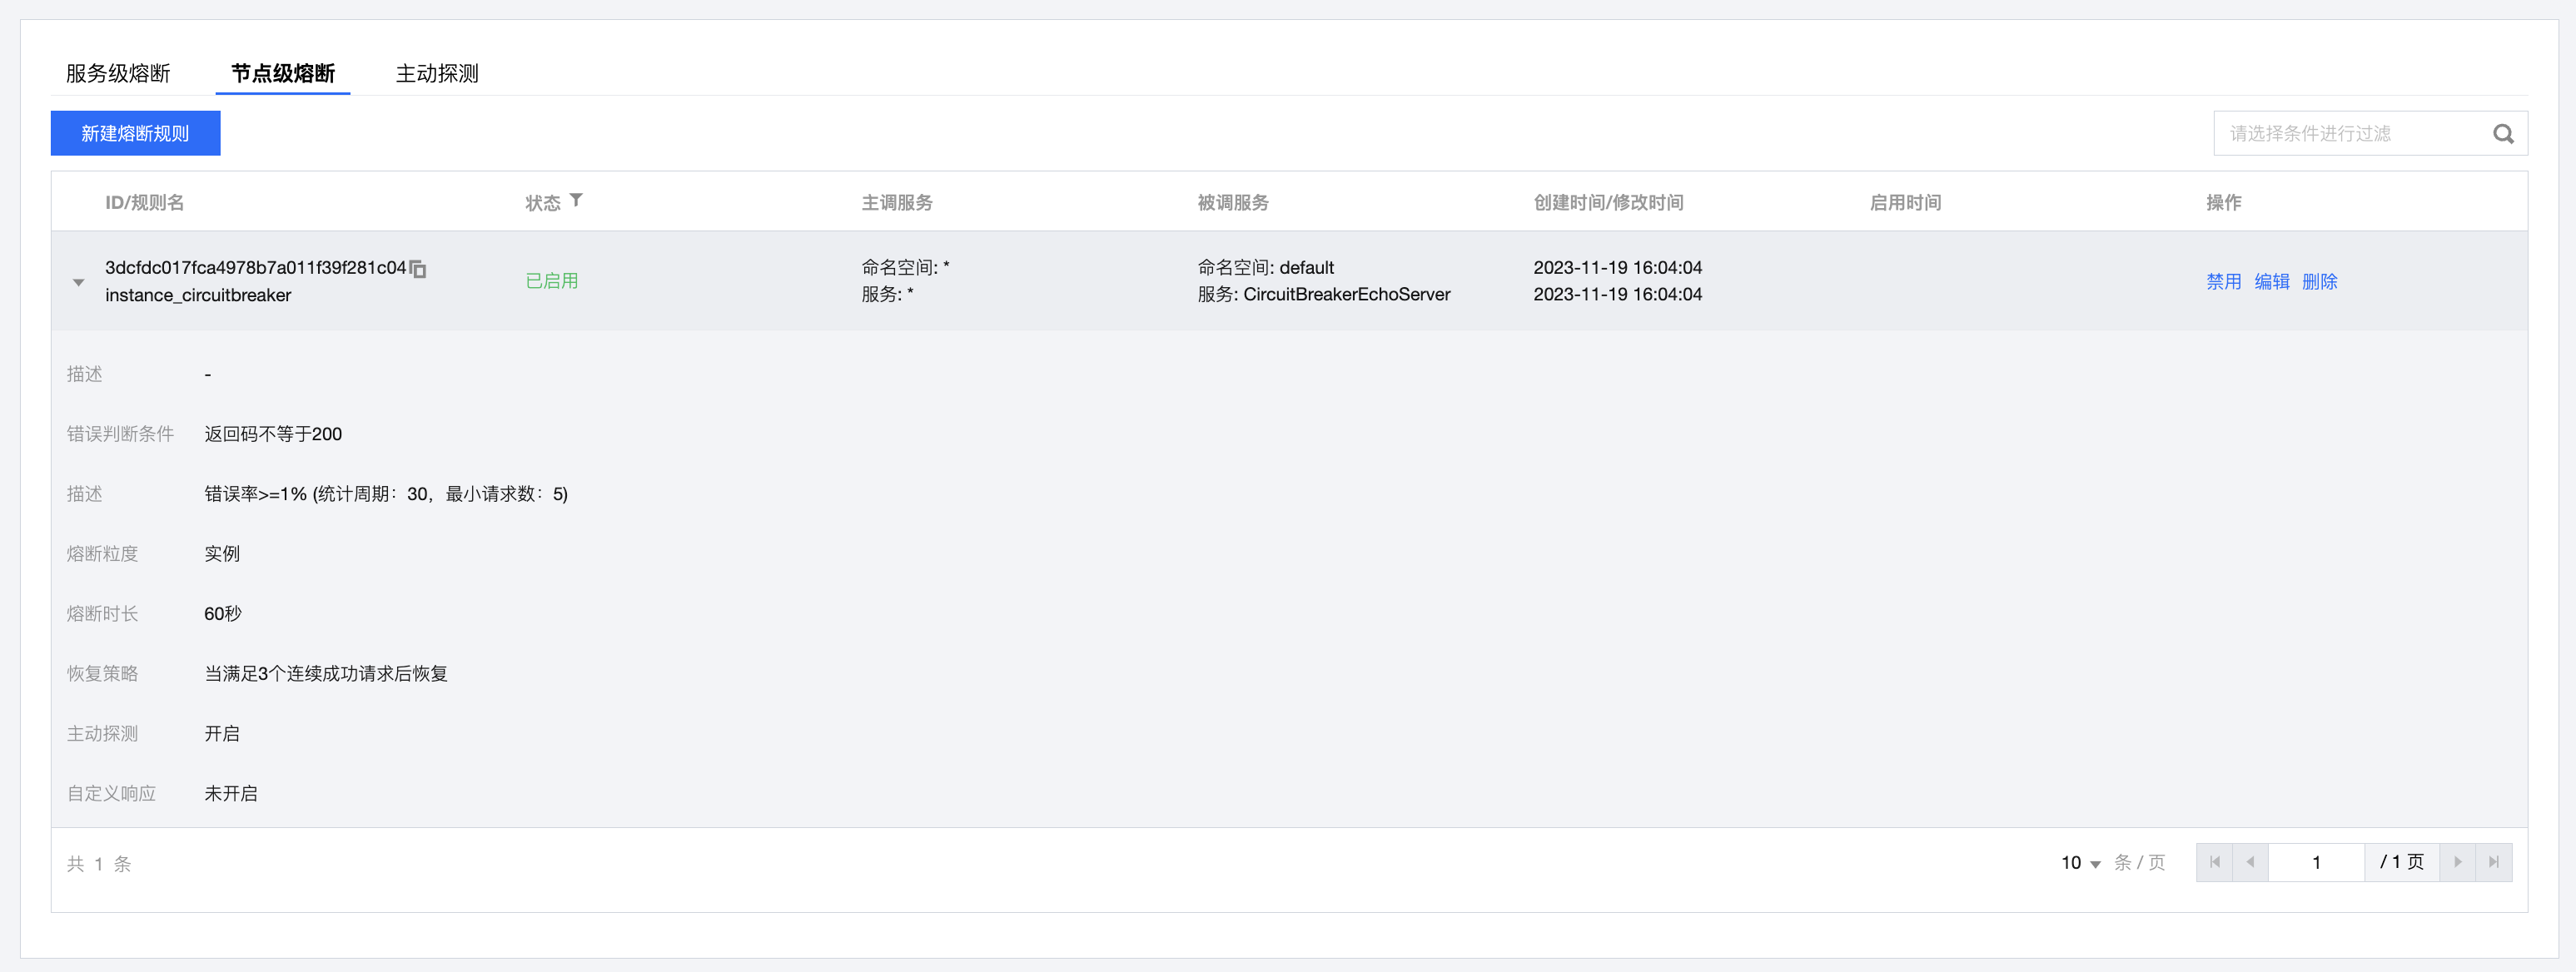 服务级熔断 节点级熔断 主动探测
新建熔断规则 请选择条件进行过滤
ID/规则名 状态 主调服务 被调服务 创建时间/修改时间 启用时间 操作
3dcfdc017fca4978b7a011f39f281c04 命名空间: * 命名空间: default 2023-11-19 16:04:04
已启用 禁用 编辑 删除
instance_circuitbreaker 服务: * 服务: CircuitBreakerEchoServer 2023-11-19 16:04:04
描述 -
错误判断条件 返回码不等于200
描述 错误率>=1% (统计周期：30，最小请求数：5)
熔断粒度 实例
熔断时长 60秒
恢复策略 当满足3个连续成功请求后恢复
主动探测 开启
自定义响应 未开启
共 1 条 10 条 / 页 1 / 1 页